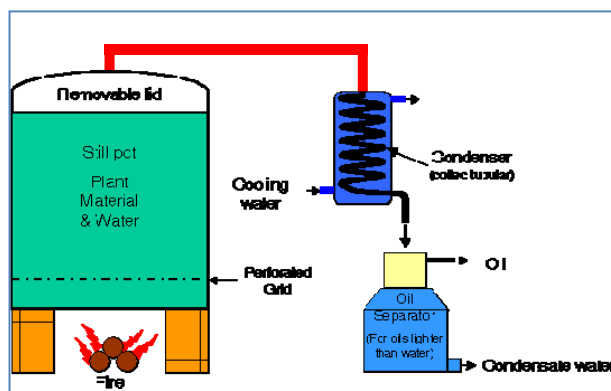 Removable lid
Still pot
Plant
Material
& Water
Perforated
Grid
Fire
Cooling
water
Condenser
(coiled tubular)
Oil
Oil
Separator
(For oils lighter
than water)
Condensate water